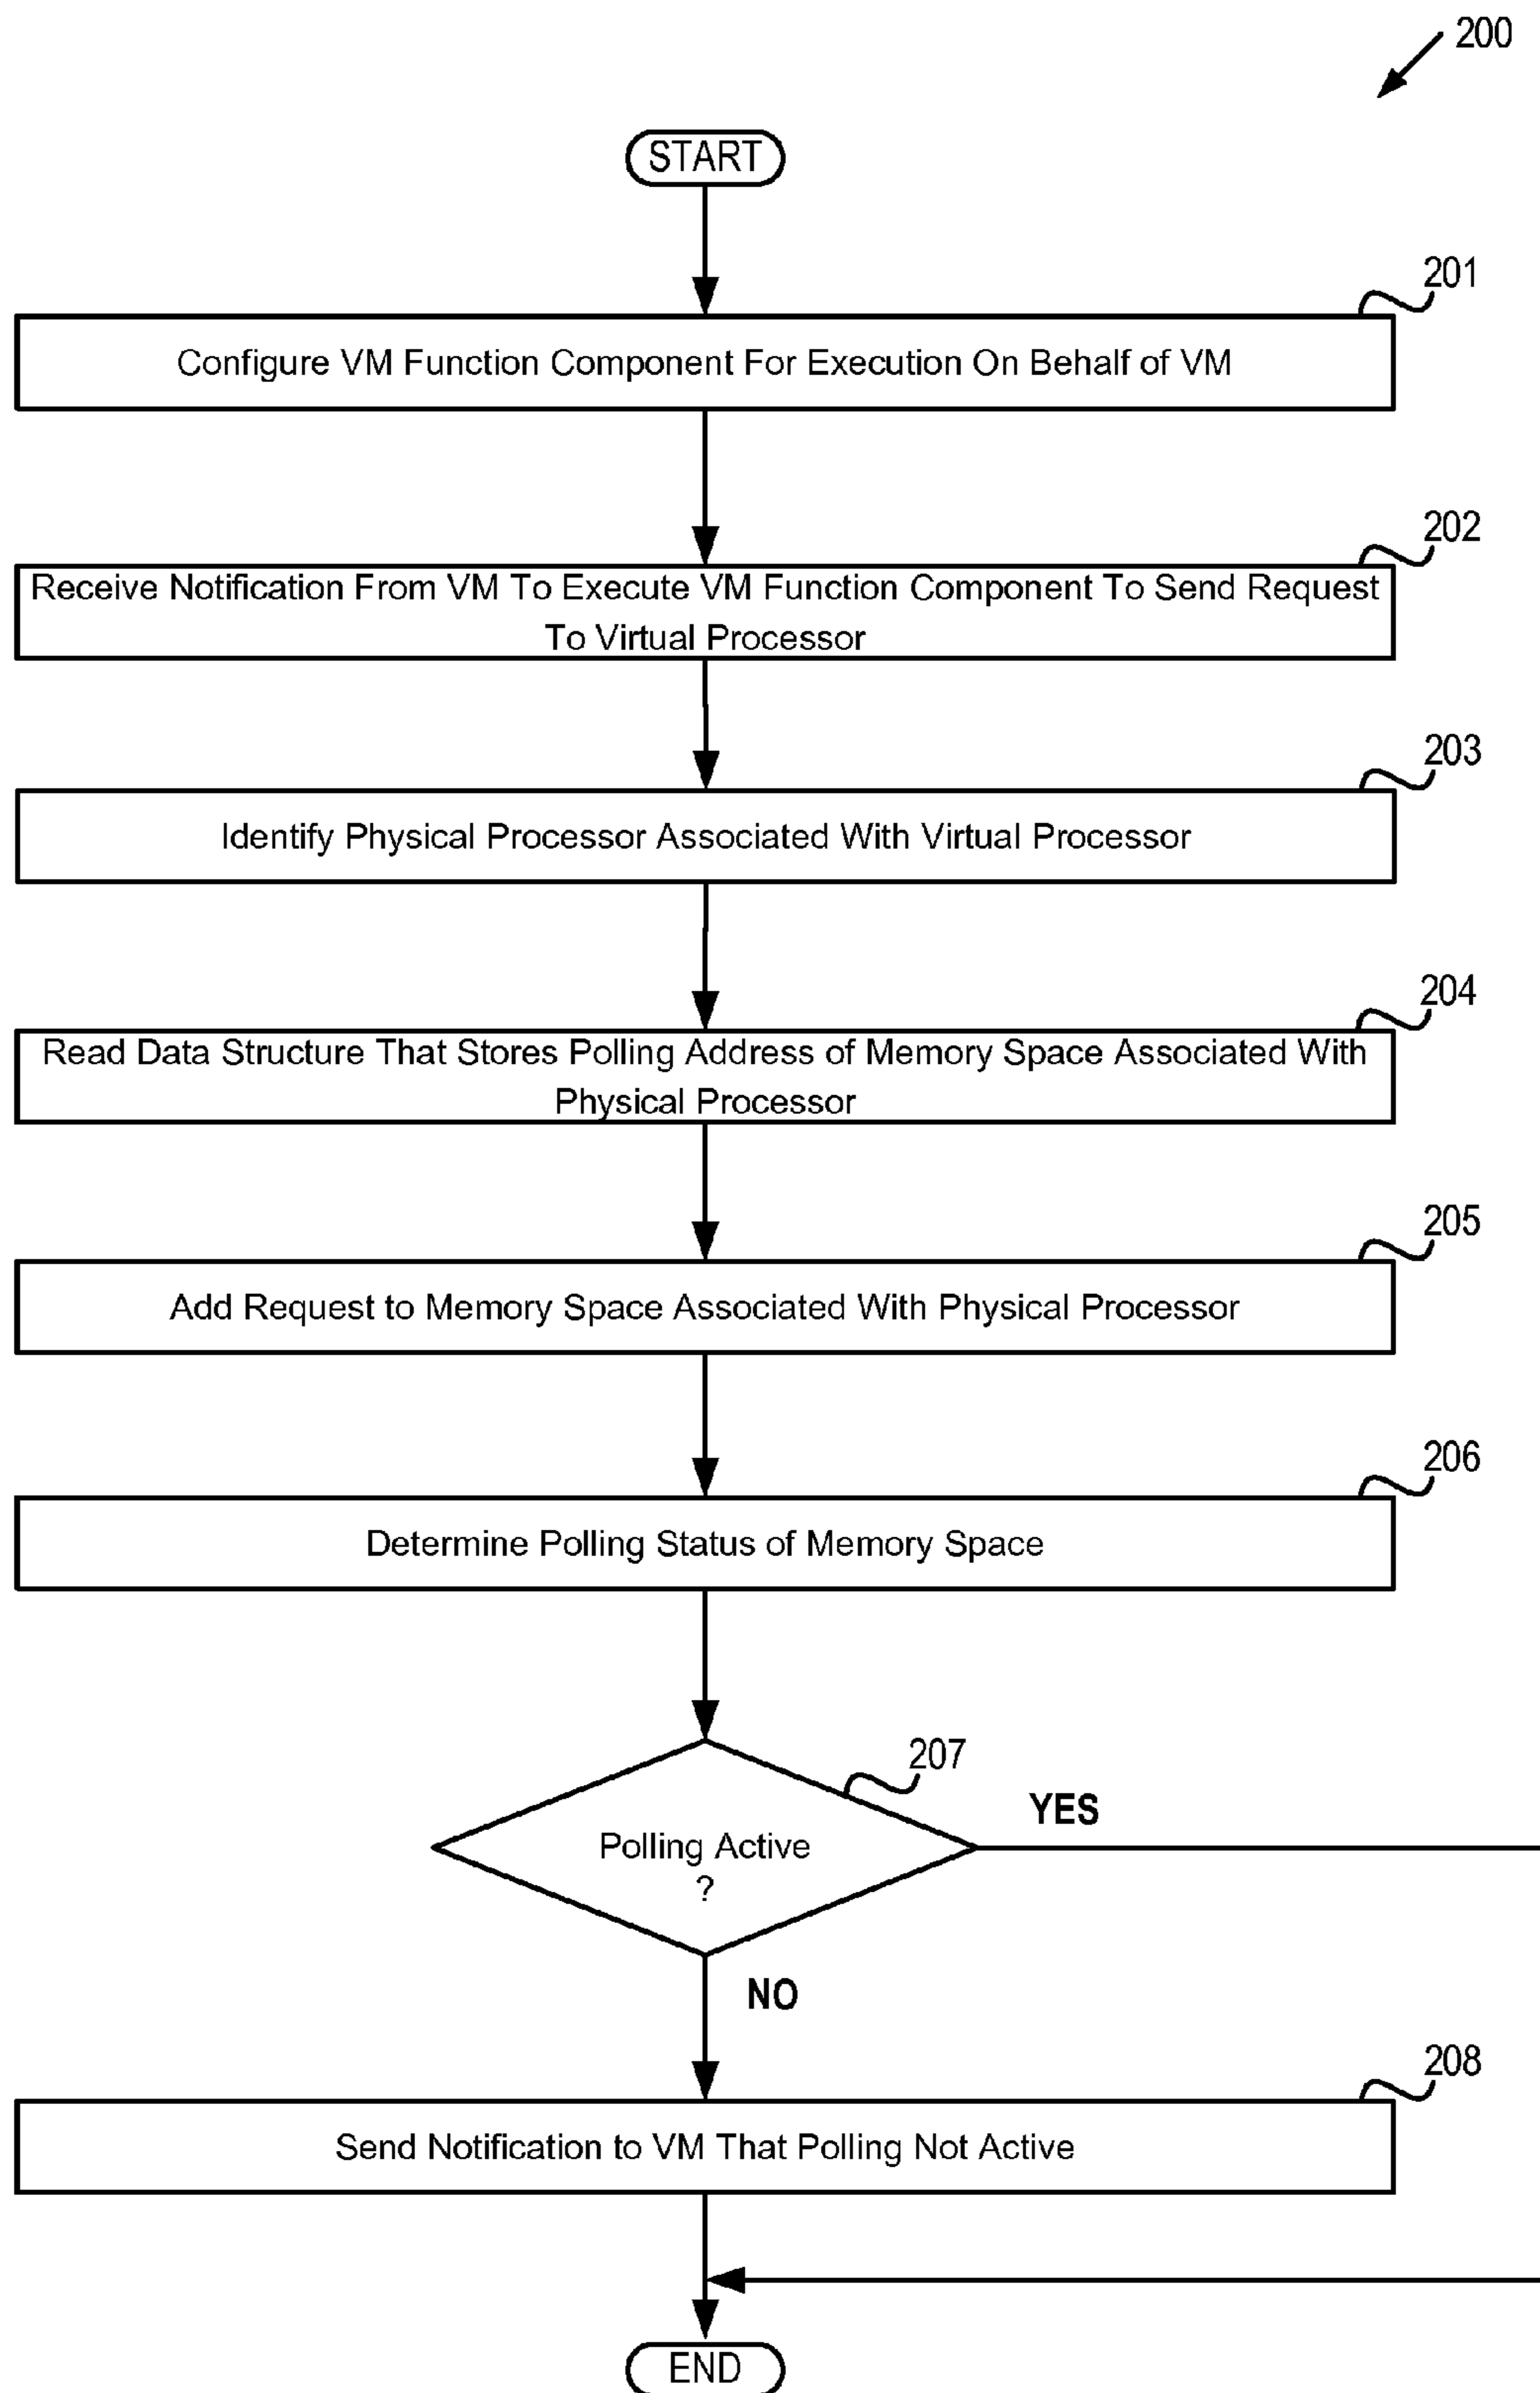 200
START
201
Configure VM Function Component For Execution On Behalf of VM
202
Receive Notification From VM To Execute VM Function Component To Send Request
To Virtual Processor
203
Identify Physical Processor Associated With Virtual Processor
204
Read Data Structure That Stores Polling Address of Memory Space Associated With
Physical Processor
205
Add Request to Memory Space Associated With Physical Processor
206
Determine Polling Status of Memory Space
207
YES
Polling Active
?
NO
208
Send Notification to VM That Polling Not Active
END